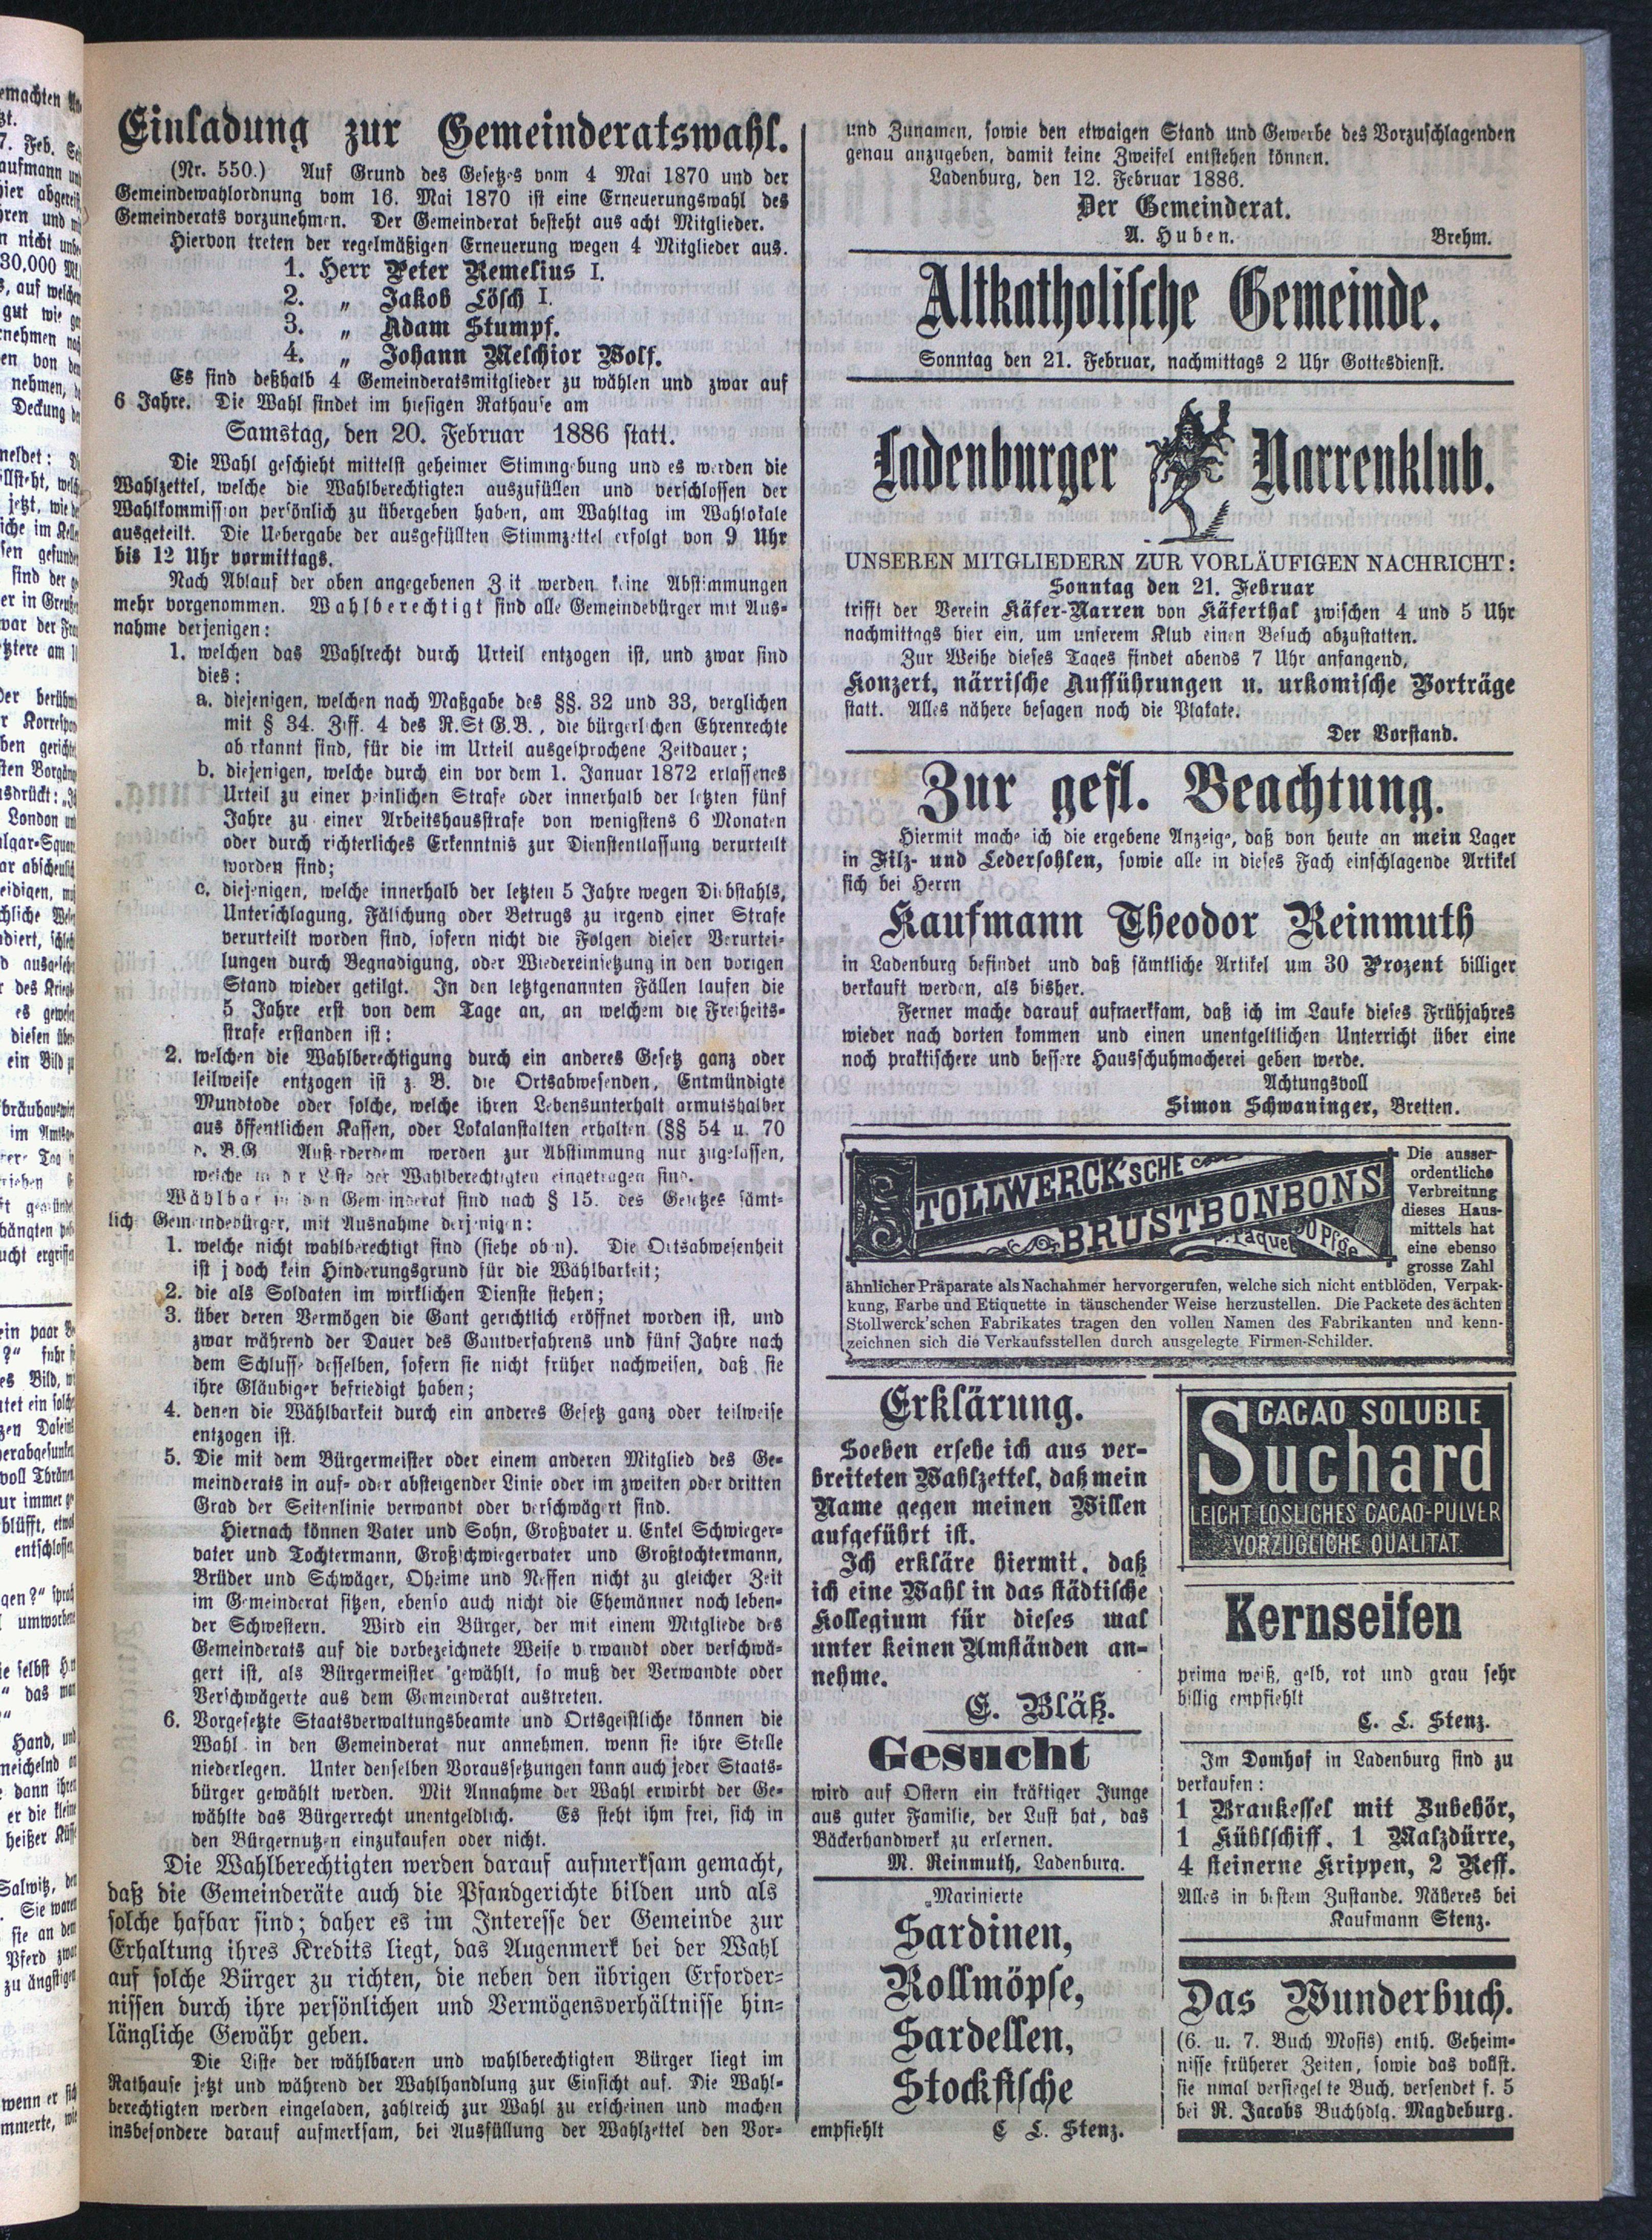 Einladung zur Gemeinderatswahl.
(Nr. 550.) Auf Grund des Gesetzes vom 4 Mai 1870 und der
Gemeindewahlordnung vom 16. Mai 1870 ist eine Erneuerungswahl des
Gemeinderats vorzunehmen. Der Gemeinderat besteht aus acht Mitglieder.
Hiervon treten der regelmäßigen Erneuerung wegen 4 Mitglieder aus.
1. Herr Peter Remelius I.
2. „ Jakob Lösch I.
3. „ Adam Stumpf.
4. „ Johann Melchior Wolf.
Es sind deßhalb 4 Gemeinderatsmitglieder zu wählen und zwar auf
6 Jahre. Die Wahl findet im hiesigen Rathause am
Samstag, den 20. Februar 1886 statt.
Die Wahl geschieht mittelst geheimer Stimmgebung und es werden die
Wahlzettel, welche die Wahlberechtigten auszufüllen und verschlossen der
Wahlkommission persönlich zu übergeben haben, am Wahltag im Wahlokale
ausgeteilt. Die Uebergabe der ausgefüllten Stimmzettel erfolgt von 9 Uhr
bis 12 Uhr vormittags.
Nach Ablauf der oben angegebenen Zeit werden keine Abstimmungen
mehr vorgenommen. Wahlberechtigt sind alle Gemeindebürger mit Aus-
nahme derjenigen:
1. welchen das Wahlrecht durch Urteil entzogen ist, und zwar sind
dies:
a. diejenigen, welchen nach Maßgabe des §§. 32 und 33, verglichen
mit § 34. Ziff. 4 des R.St G.B., die bürgerlichen Ehrenrechte
ab rkannt sind, für die im Urteil ausgesprochene Zeitdauer;
b. diejenigen, welche durch ein vor dem 1. Januar 1872 erlassenes
Urteil zu einer peinlichen Strafe oder innerhalb der letzten fünf
Jahre zu einer Arbeitshausstrafe von wenigstens 6 Monaten
oder durch richterliches Erkenntnis zur Dienstentlassung verurteilt
worden sind;
c. diejenigen, welche innerhalb der letzten 5 Jahre wegen Diebstahls,
Unterschlagung, Fälschung oder Betrugs zu irgend einer Strafe
verurteilt worden sind, sofern nicht die Folgen dieser Verurtei-
lungen durch Begnadigung, oder Wiedereinsetzung in den vorigen
Stand wieder getilgt. In den letztgenannten Fällen laufen die
5 Jahre erst von dem Tage an, an welchem die Freiheits-
strafe erstanden ist:
2. welchen die Wahlberechtigung durch ein anderes Gesetz ganz oder
teilweise entzogen ist z. B. die Ortsabwesenden, Entmündigte
Mundtode oder solche, welche ihren Lebensunterhalt armutshalber
aus öffentlichen Kassen, oder Lokalanstalten erhalten (§§ 54 u. 70
d. B.G Außerdordem werden zur Abstimmung nur zugelassen,
welche in der Liste der Wahlberechtigten eingetragen sind.
Wählbar in den Gemeinderat sind nach § 15. des Gesetzes sämt-
lich Gemeindebürger, mit Ausnahme derjenigen:
1. welche nicht wahlberechtigt sind (siehe oben). Die Ortsabwesenheit
ist jedoch kein Hinderungsgrund für die Wählbarkeit;
2. die als Soldaten im wirklichen Dienste stehen;
3. über deren Vermögen die Gant gerichtlich eröffnet worden ist, und
zwar während der Dauer des Gantverfahrens und fünf Jahre nach
dem Schlusse desselben, sofern sie nicht früher nachweisen, daß sie
ihre Gläubiger befriedigt haben;
4. denen die Wählbarkeit durch ein anderes Gesetz ganz oder teilweise
entzogen ist.
5. Die mit dem Bürgermeister oder einem anderen Mitglied des Ge-
meinderats in auf- oder absteigender Linie oder im zweiten oder dritten
Grad der Seitenlinie verwandt oder verschwägert sind.
Hiernach können Vater und Sohn, Großvater u. Enkel Schwieger-
vater und Tochtermann, Großschwiegervater und Großtochtermann,
Brüder und Schwäger, Oheime und Neffen nicht zu gleicher Zeit
im Gemeinderat sitzen, ebenso auch nicht die Ehemänner noch leben-
der Schwestern. Wird ein Bürger, der mit einem Mitgliede des
Gemeinderats auf die vorbezeichnete Weise verwandt oder verschwä-
gert ist, als Bürgermeister gewählt, so muß der Verwandte oder
Verschwägerte aus dem Gemeinderat austreten.
6. Vorgesetzte Staatsverwaltungsbeamte und Ortsgeistliche können die
Wahl in den Gemeinderat nur annehmen, wenn sie ihre Stelle
niederlegen. Unter denselben Voraussetzungen kann auch jeder Staats-
bürger gewählt werden. Mit Annahme der Wahl erwirbt der Ge-
wählte das Bürgerrecht unentgeldlich. Es steht ihm frei, sich in
den Bürgernutzen einzukaufen oder nicht.
Die Wahlberechtigten werden darauf aufmerksam gemacht,
daß die Gemeinderäte auch die Pfandgerichte bilden und als
solche hafbar sind; daher es im Interesse der Gemeinde zur
Erhaltung ihres Kredits liegt, das Augenmerk bei der Wahl
auf solche Bürger zu richten, die neben den übrigen Erforder-
nissen durch ihre persönlichen und Vermögensverhältnisse hin-
längliche Gewähr geben.
Die Liste der wählbaren und wahlberechtigten Bürger liegt im
Rathause jetzt und während der Wahlhandlung zur Einsicht auf. Die Wahl-
berechtigten werden eingeladen, zahlreich zur Wahl zu erscheinen und machen
insbesondere darauf aufmerksam, bei Ausfüllung der Wahlzettel den Vor-
und Zunamen, sowie den etwaigen Stand und Gewerbe des Vorzuschlagenden
genau anzugeben, damit keine Zweifel entstehen können.
Ladenburg, den 12. Februar 1886.
Der Gemeinderat.
A. Huben. Brehm.
Altkatholische Gemeinde.
Sonntag den 21. Februar, nachmittags 2 Uhr Gottesdienst.
Ladenburger Narrenklub.
UNSEREN MITGLIEDERN ZUR VORLÄUFIGEN NACHRICHT:
Sonntag den 21. Februar
trifft der Verein Käfer-Narren von Käferthal zwischen 4 und 5 Uhr
nachmittags hier ein, um unserem Klub einen Besuch abzustatten.
Zur Weihe dieses Tages findet abends 7 Uhr anfangend,
Konzert, närrische Aufführungen u. urkomische Vorträge
statt. Alles nähere besagen noch die Plakate.
Der Vorstand.
Zur gefl. Beachtung.
Hiermit mache ich die ergebene Anzeige, daß von heute an mein Lager
in Filz- und Ledersohlen, sowie alle in dieses Fach einschlagende Artikel
sich bei Herrn
Kaufmann Theodor Reinmuth
in Ladenburg befindet und daß sämtliche Artikel um 30 Prozent billiger
verkauft werden, als bisher.
Ferner mache darauf aufmerksam, daß ich im Laufe dieses Frühjahres
wieder nach dorten kommen und einen unentgeltlichen Unterricht über eine
noch praktischere und bessere Hausschuhmacherei geben werde.
Achtungsvoll
Simon Schwaninger, Bretten.
STOLLWERCK'SCHE
BRUSTBONBONS
p. Paquet 50 Pfge
Die ausser-
ordentliche
Verbreitung
dieses Haus-
mittels hat
eine ebenso
grosse Zahl
ähnlicher Präparate als Nachahmer hervorgerufen, welche sich nicht entblöden, Verpak-
kung, Farbe und Etiquette in täuschender Weise herzustellen. Die Packete des ächten
Stollwerck'schen Fabrikates tragen den vollen Namen des Fabrikanten und kenn-
zeichnen sich die Verkaufsstellen durch ausgelegte Firmen-Schilder.
Erklärung.
Soeben ersehe ich aus ver-
breiteten Wahlzettel, daß mein
Name gegen meinen Willen
aufgeführt ist.
Ich erkläre hiermit, daß
ich eine Wahl in das städtische
Kollegium für dieses mal
unter keinen Umständen an-
nehme.
E. Bläß.
Gesucht
wird auf Ostern ein kräftiger Junge
aus guter Familie, der Lust hat, das
Bäckerhandwerk zu erlernen.
M. Reinmuth, Ladenburg.
Marinierte
Sardinen,
Rollmöpse,
Sardellen,
Stockfische
empfiehlt C L. Stenz.
CACAO SOLUBLE
Suchard
LEICHT LÖSLICHES CACAO-PULVER
VORZÜGLICHE QUALITÄT.
Kernseifen
prima weiß, gelb, rot und grau sehr
billig empfiehlt
C. L. Stenz.
Im Domhof in Ladenburg sind zu
verkaufen:
1 Braukessel mit Zubehör,
1 Kühlschiff, 1 Malzdürre,
4 steinerne Krippen, 2 Reff.
Alles in bestem Zustande. Näheres bei
Kaufmann Stenz.
Das Wunderbuch.
(6. u. 7. Buch Mosis) enth. Geheim-
nisse früherer Zeiten, sowie das vollst.
sie nmal versiegelte Buch, versendet f. 5
bei R. Jacobs Buchhdlg. Magdeburg.